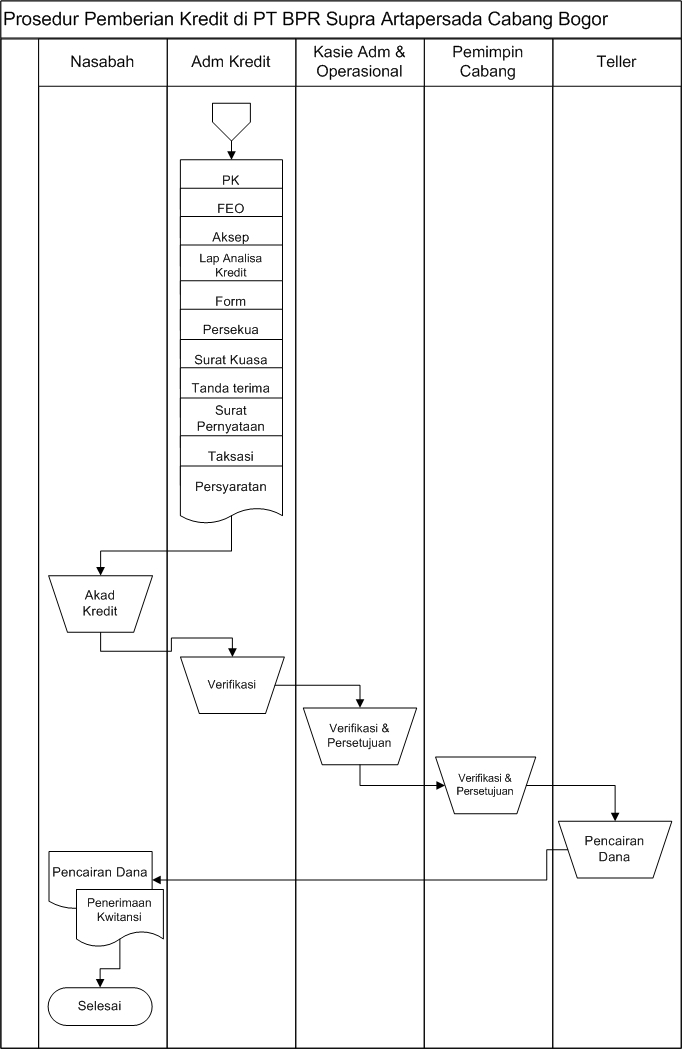 Prosedur Pemberian Kredit di PT BPR Supra Artapersada Cabang Bogor
Nasabah
Adm Kredit
Kasie Adm &
Operasional
Pemimpin
Cabang
Teller
PK
FEO
Aksep
Lap Analisa
Kredit
Form
Persekua
Surat Kuasa
Tanda terima
Surat
Pernyataan
Taksasi
Persyaratan
Akad
Kredit
Verifikasi
Verifikasi &
Persetujuan
Verifikasi &
Persetujuan
Pencairan
Dana
Pencairan Dana
Penerimaan
Kwitansi
Selesai